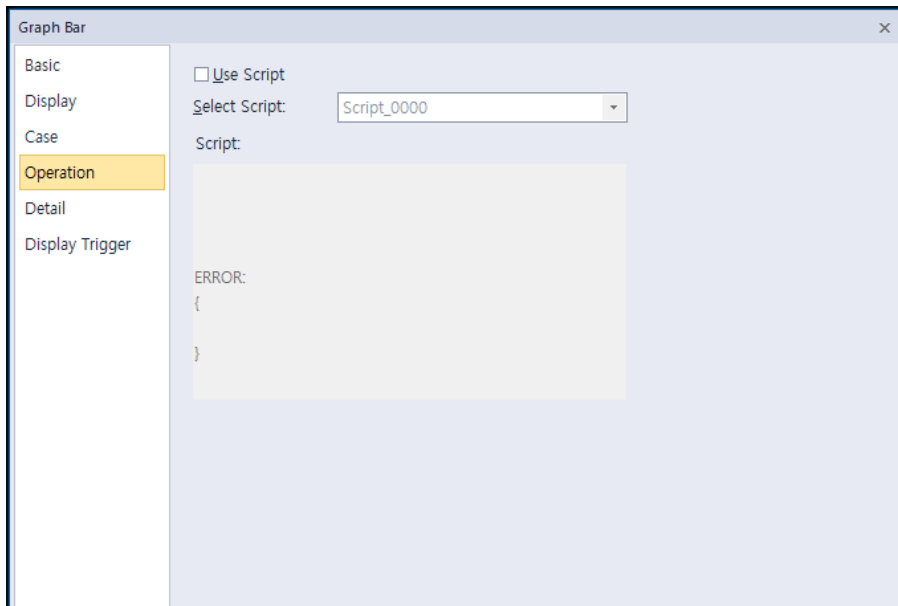 Graph Bar
Basic
Display
Case
Operation
Detail
Display Trigger
Use Script
Select Script:
Script_0000
Script:
ERROR:
{
}